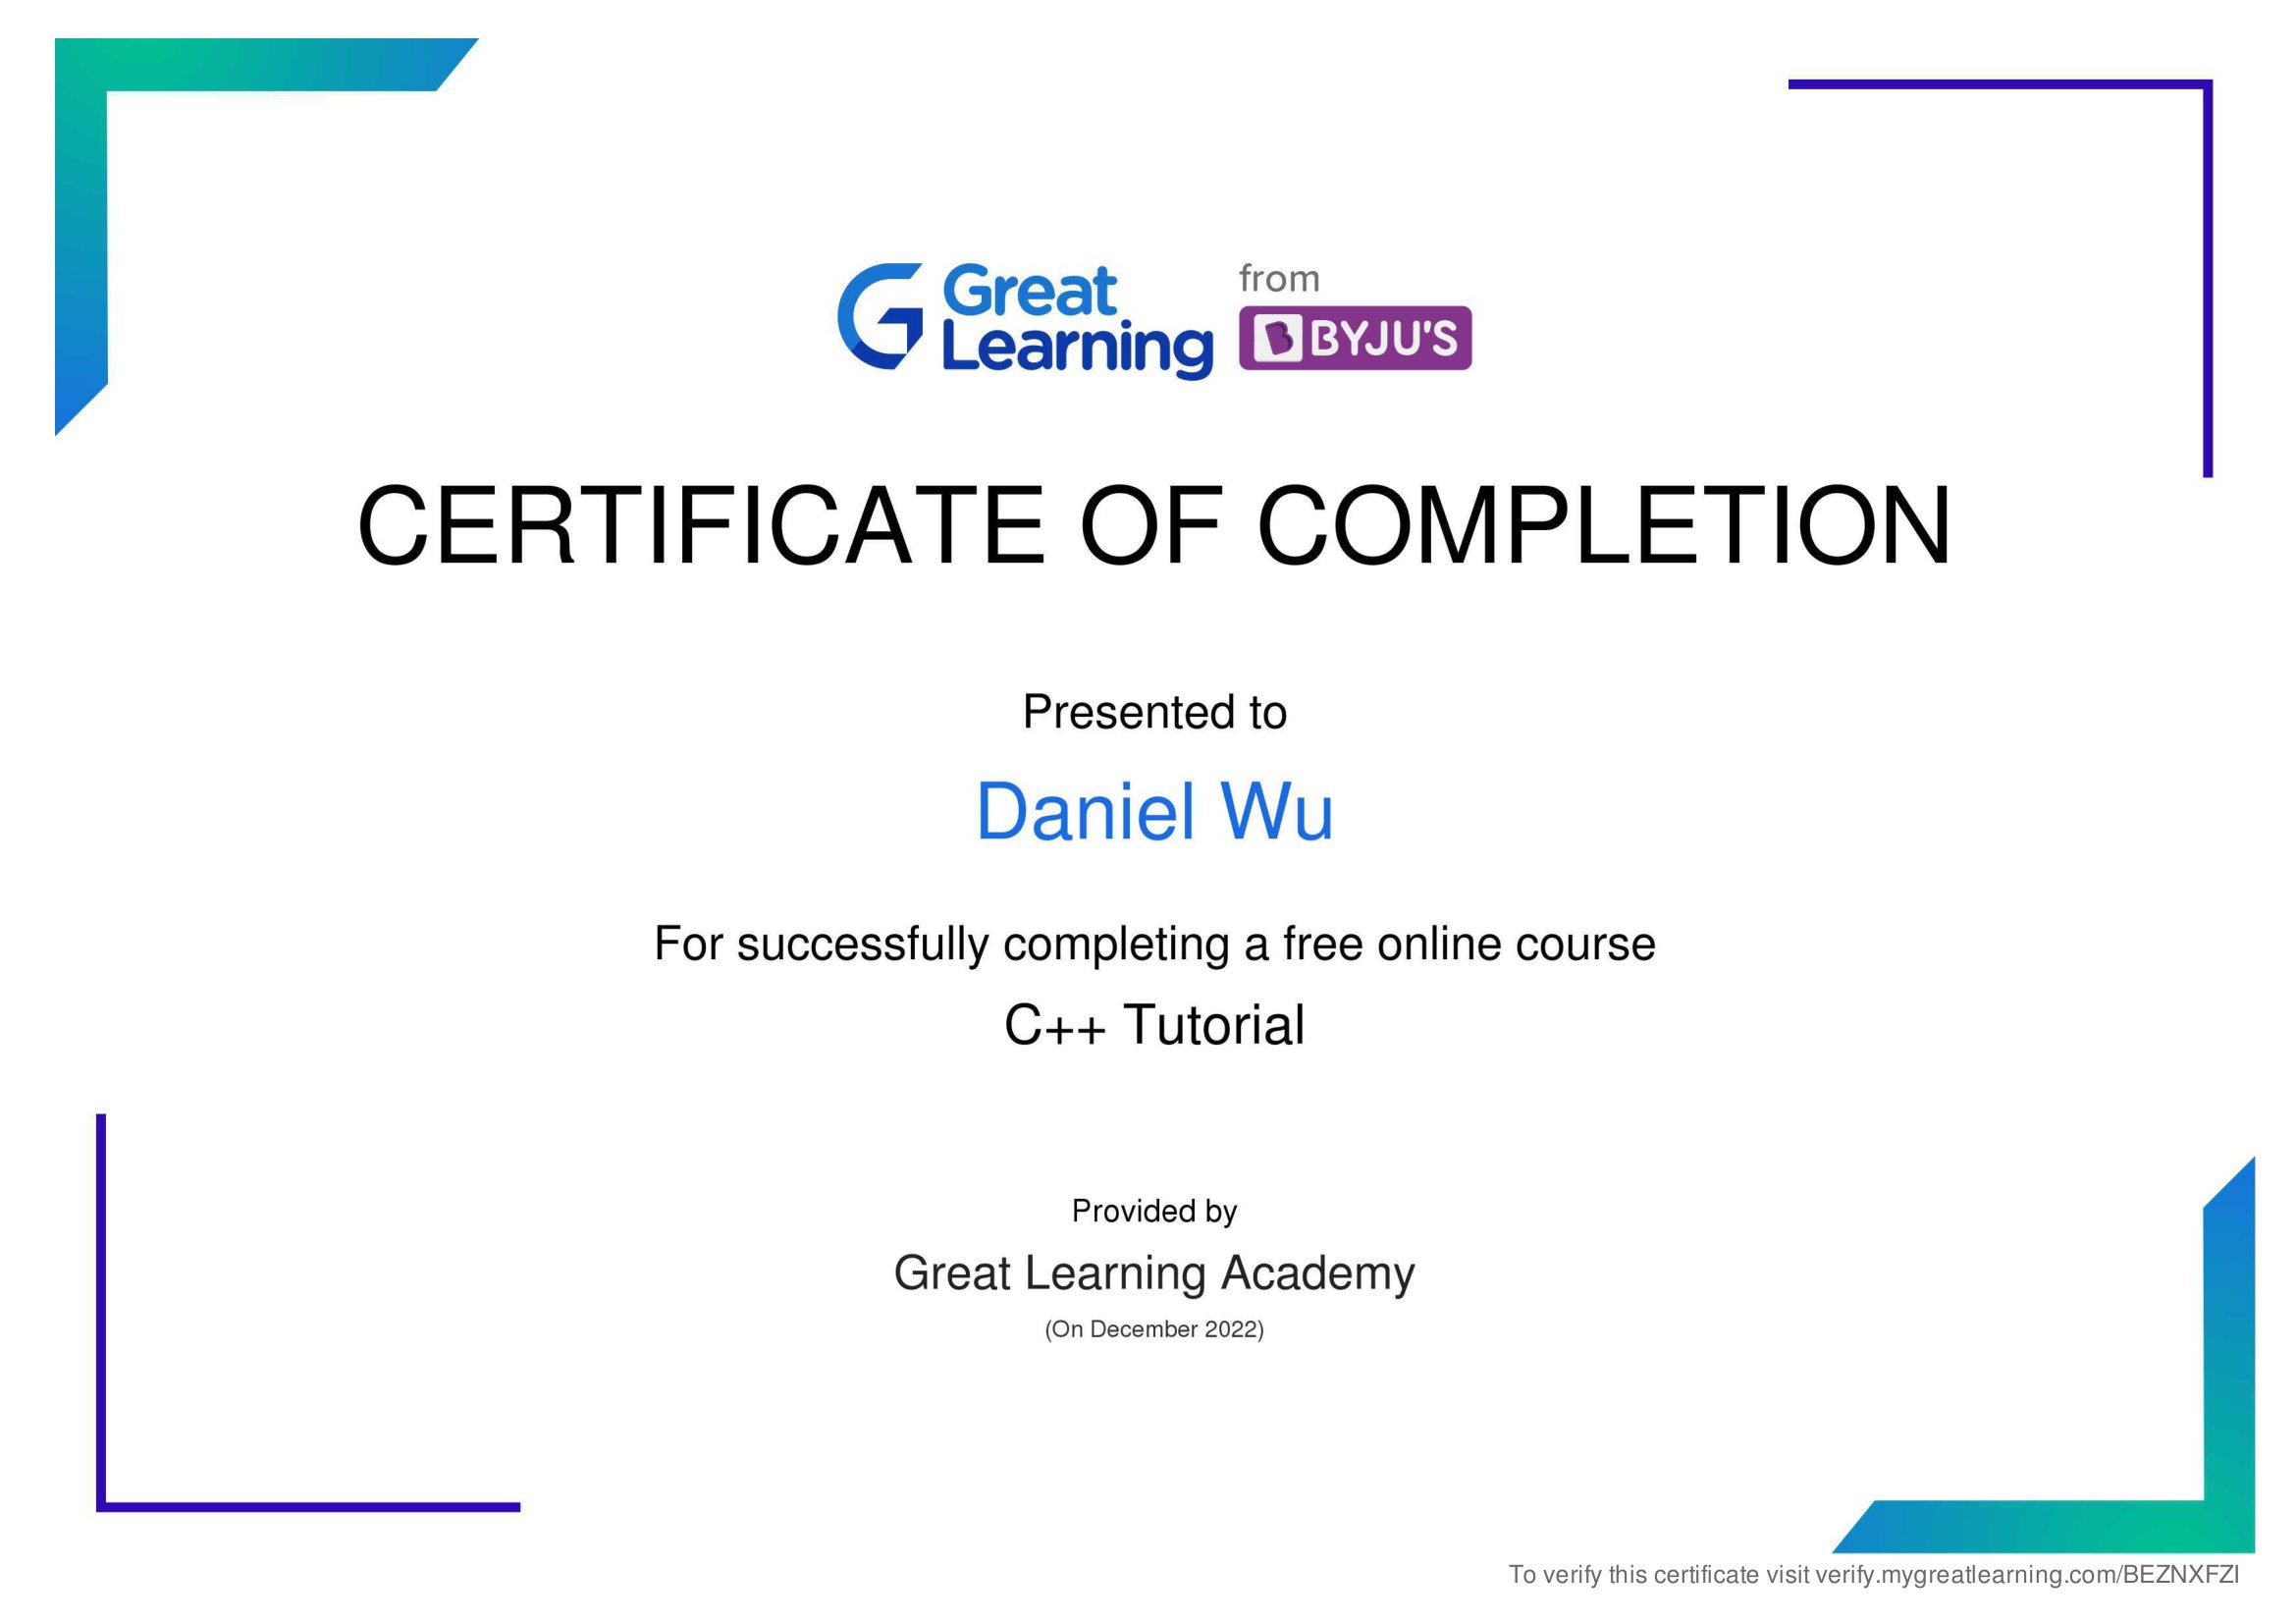 Great
Learning
from
BYJU'S
CERTIFICATE OF COMPLETION
Presented to
Daniel Wu
For successfully completing a free online course
C++ Tutorial
Provided by
Great Learning Academy
(On December 2022)
To verify this certificate visit verify.mygreatlearning.com/BEZNXFZI